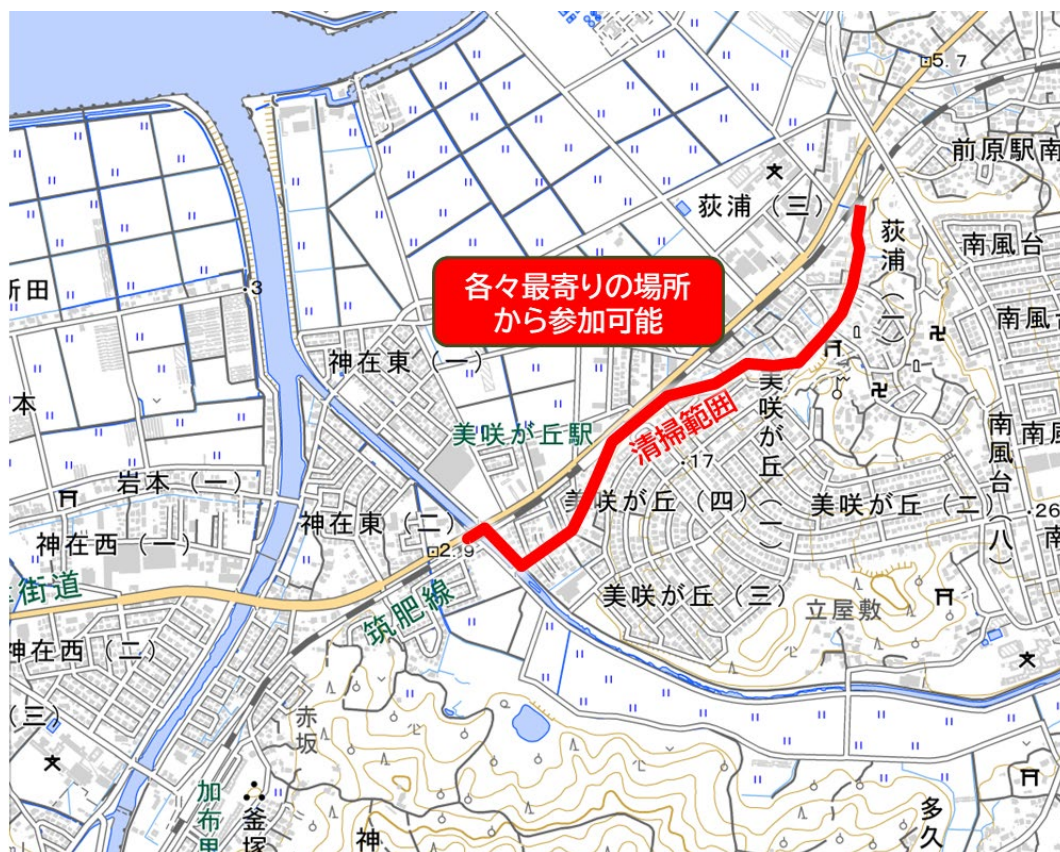 5.7
前原駅南
荻浦(三)
荻浦(一)
南風台
各々最寄りの場所
から参加可能
3
新田
南風台
神在東(一)
美咲が丘駅
清掃範囲
美咲が丘(一)
17
南風台(八)
岩本(一)
美咲が丘(四)
美咲が丘(二)
26
神在東(二)
神在西(一)
2.9
街道
筑肥線
美咲が丘(三)
立屋敷
神在西(二)
(三)
赤坂
加布里
釜塚
神
多久